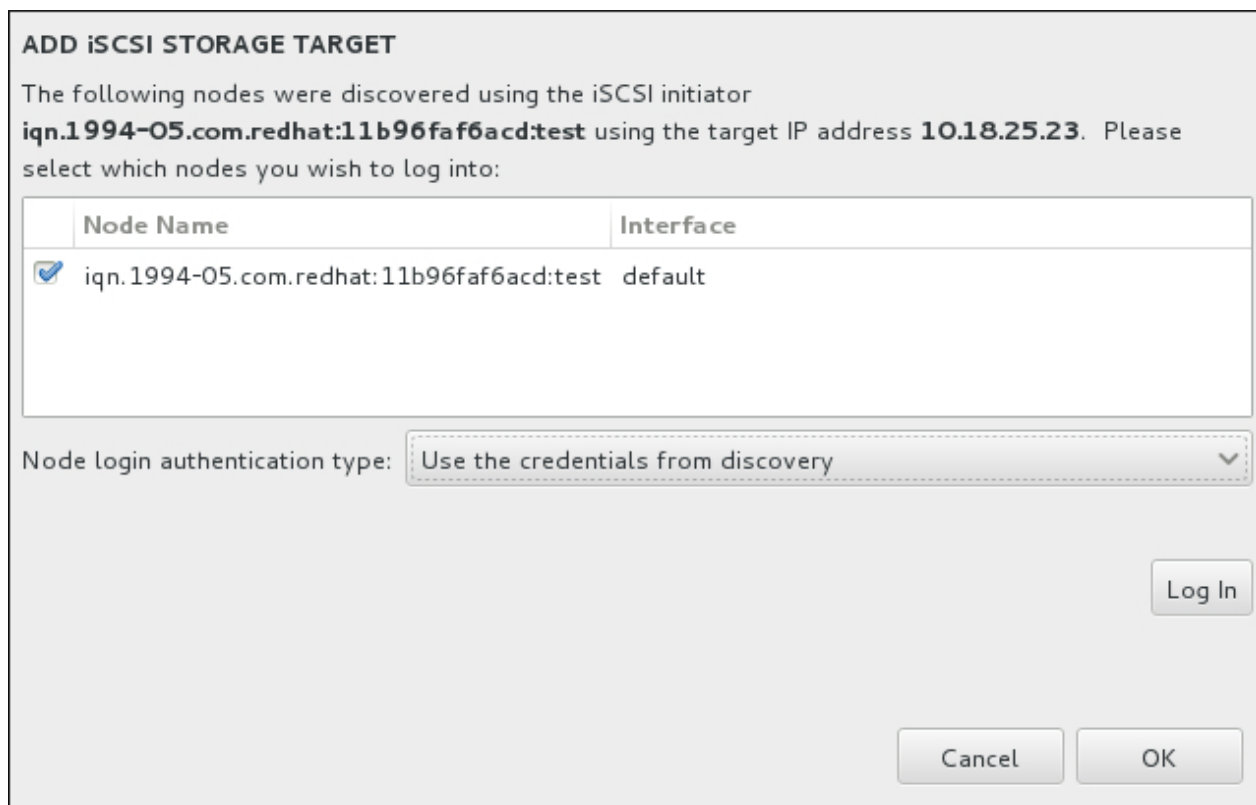 ADD iSCSI STORAGE TARGET
The following nodes were discovered using the iSCSI initiator
iqn.1994-05.com.redhat:11b96faf6acd:test using the target IP address 10.18.25.23. Please
select which nodes you wish to log into:
Node Name Interface
iqn.1994-05.com.redhat:11b96faf6acd:test default
Node login authentication type: Use the credentials from discovery
Log In
Cancel OK